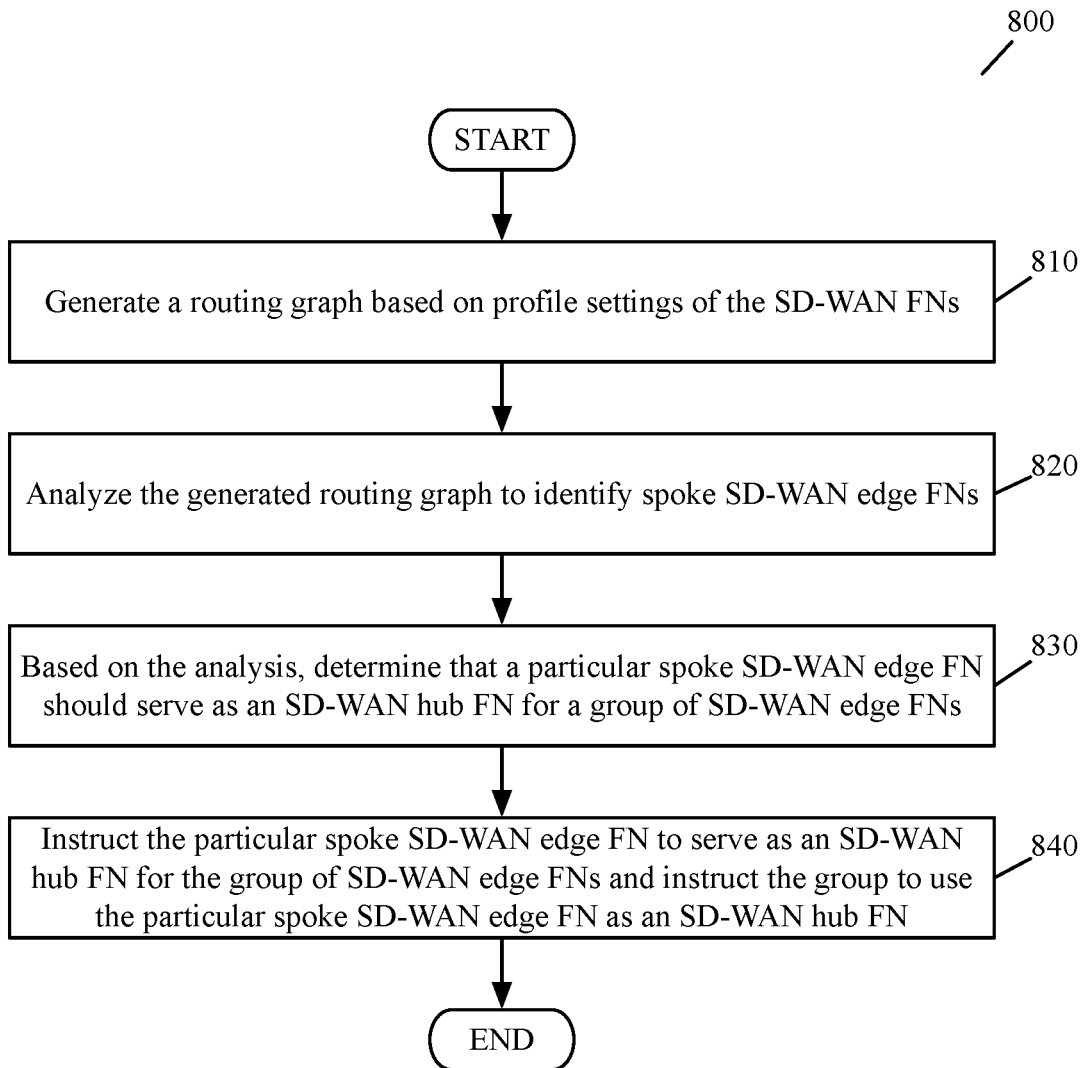 800
START
810
Generate a routing graph based on profile settings of the SD-WAN FNs
820
Analyze the generated routing graph to identify spoke SD-WAN edge FNs
830
Based on the analysis, determine that a particular spoke SD-WAN edge FN
should serve as an SD-WAN hub FN for a group of SD-WAN edge FNs
840
Instruct the particular spoke SD-WAN edge FN to serve as an SD-WAN
hub FN for the group of SD-WAN edge FNs and instruct the group to use
the particular spoke SD-WAN edge FN as an SD-WAN hub FN
END